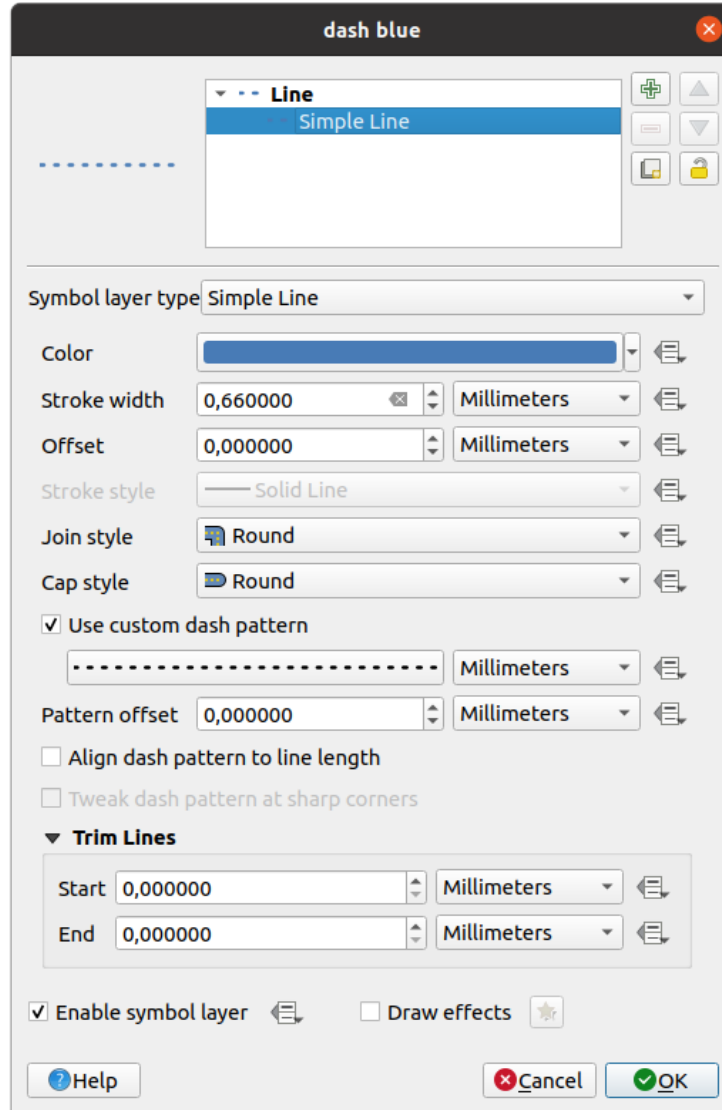 dash blue
Line
Simple Line
Symbol layer type Simple Line
Color
Stroke width 0,660000 Millimeters
Offset 0,000000 Millimeters
Stroke style Solid Line
Join style Round
Cap style Round
Use custom dash pattern
Millimeters
Pattern offset 0,000000 Millimeters
Align dash pattern to line length
Tweak dash pattern at sharp corners
Trim Lines
Start 0,000000 Millimeters
End 0,000000 Millimeters
Enable symbol layer Draw effects
Help Cancel OK